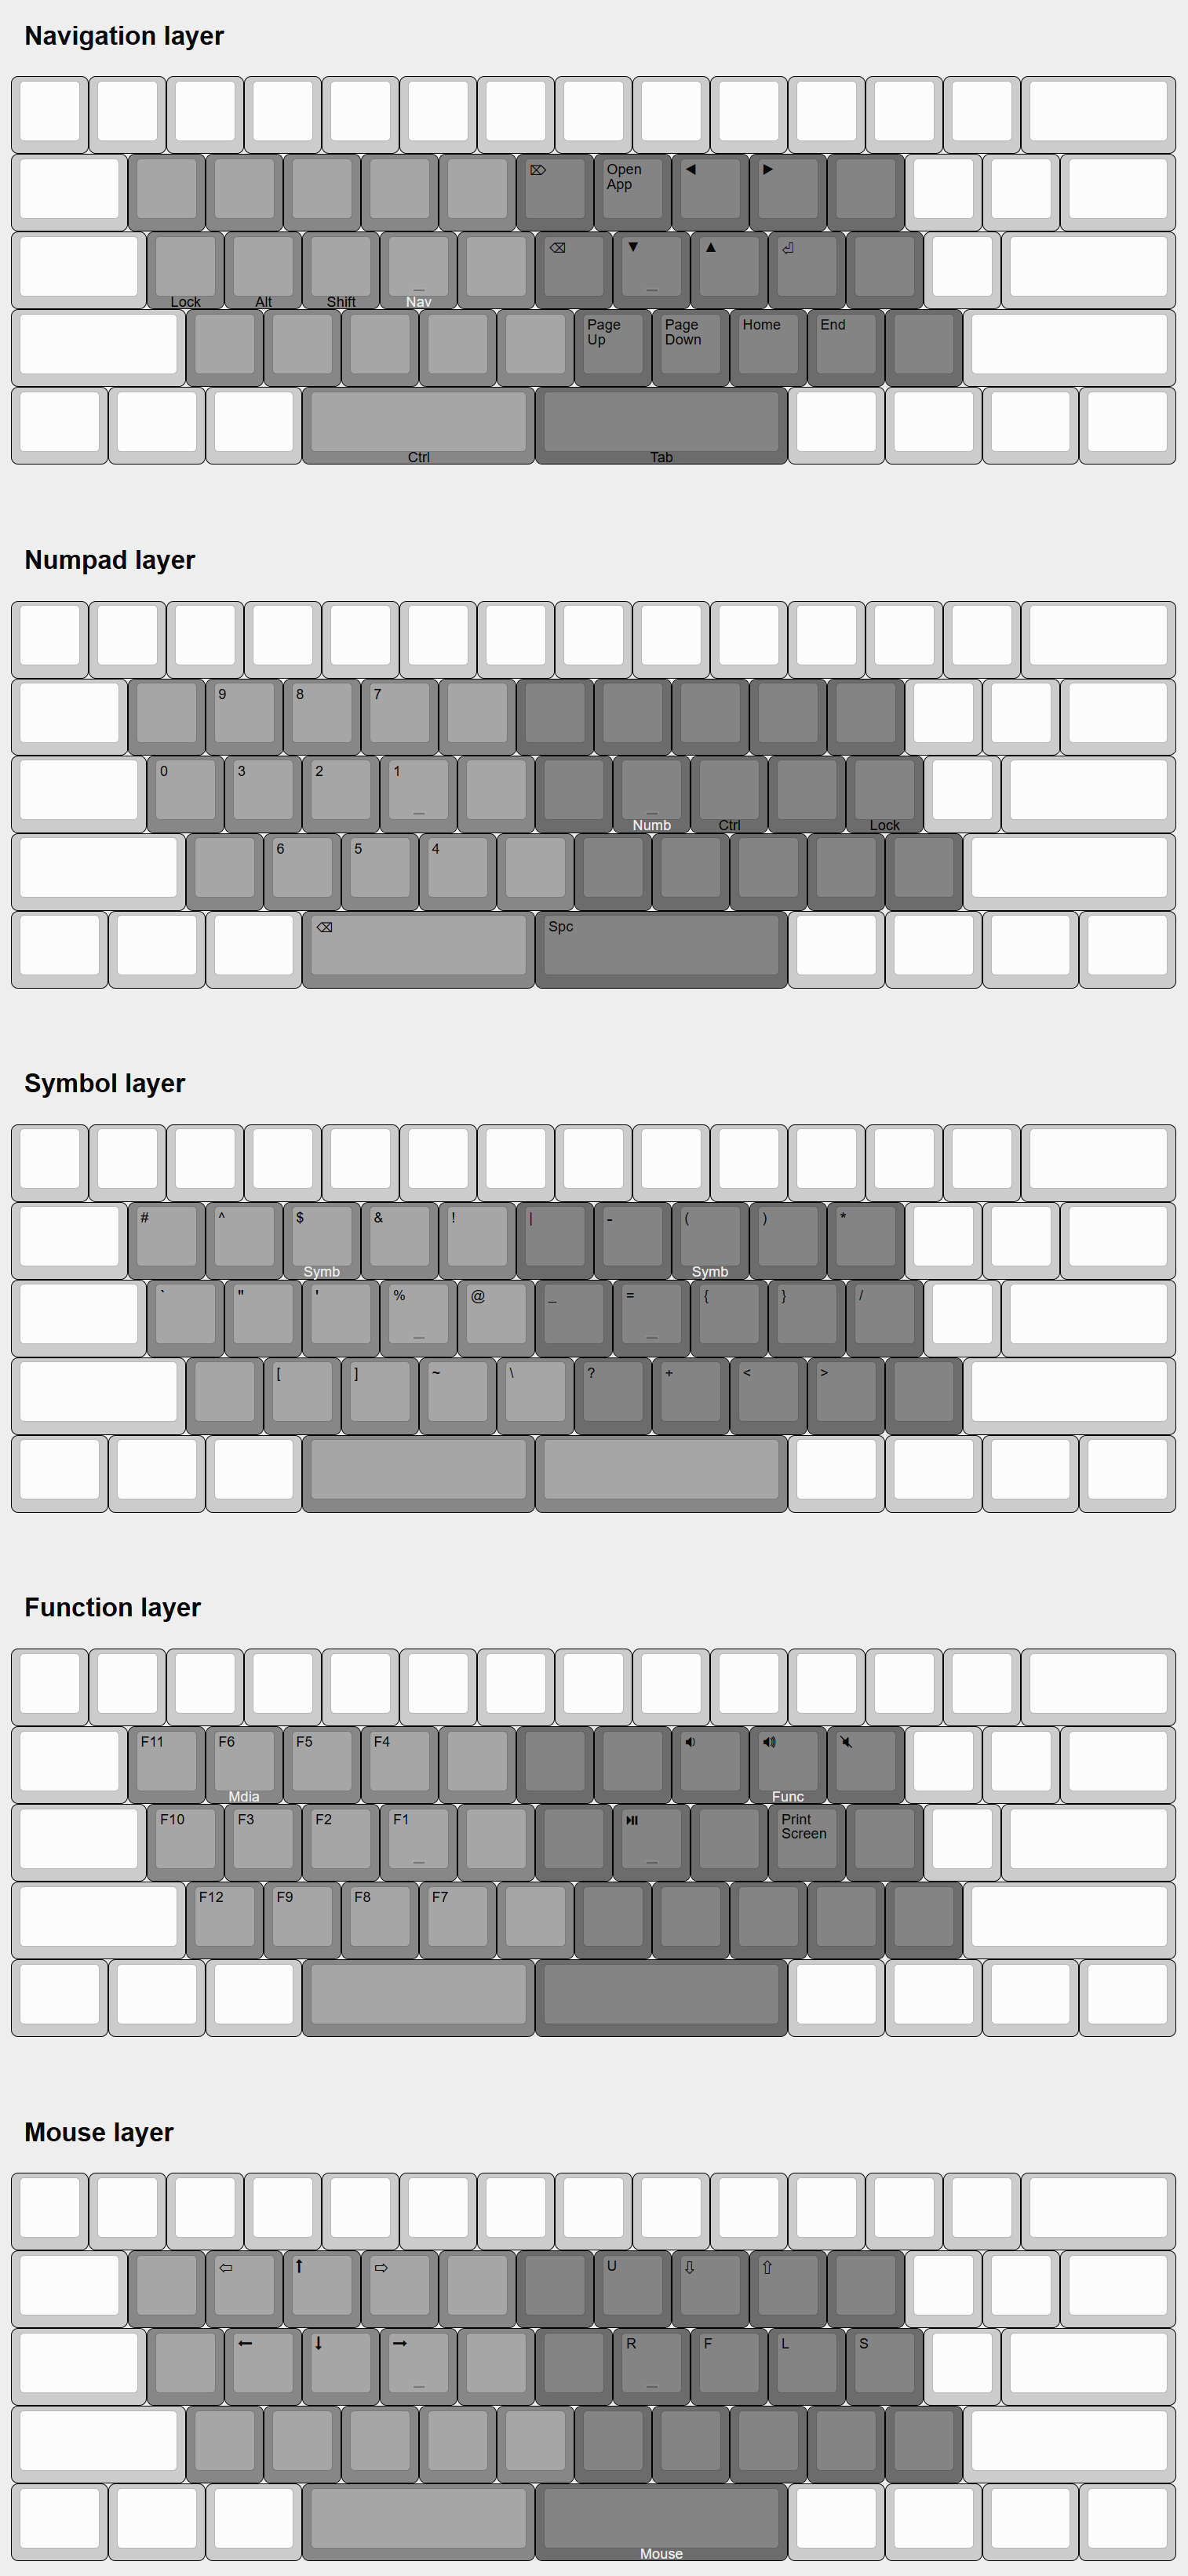 Navigation layer
⌦ Open ◀ ▶
App
⌫ ▼ ▲ ⏎
Lock Alt Shift Nav
Page Page Home End
Up Down
Ctrl Tab
Numpad layer
9 8 7
0 3 2 1
Numb Ctrl Lock
6 5 4
⌫ Spc
Symbol layer
# ^ $ & ! | - ( ) *
Symb Symb
` " ' % @ _ = { } /
[ ] ~ \ ? + < >
Function layer
F11 F6 F5 F4
Mdia Func
F10 F3 F2 F1 ⏯ Print
Screen
F12 F9 F8 F7
Mouse layer
⇦ 🠕 ⇨ U ⇩ ⇧
🠔 🠗 🠖 R F L S
Mouse